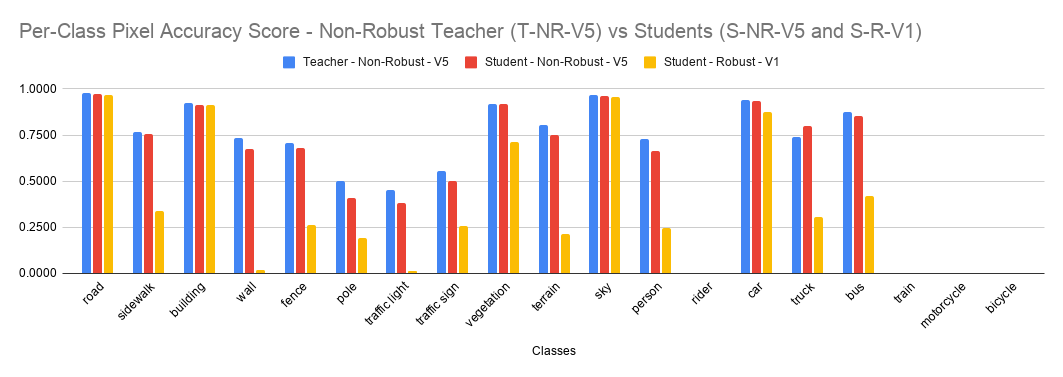 Per-Class Pixel Accuracy Score - Non-Robust Teacher (T-NR-V5) vs Students (S-NR-V5 and S-R-V1)
Teacher - Non-Robust - V5 Student - Non-Robust - V5 Student - Robust - V1
1.0000
0.7500
0.5000
0.2500
0.0000
road sidewalk building wall fence pole traffic light traffic sign vegetation terrain sky person rider car truck bus train motorcycle bicycle
Classes